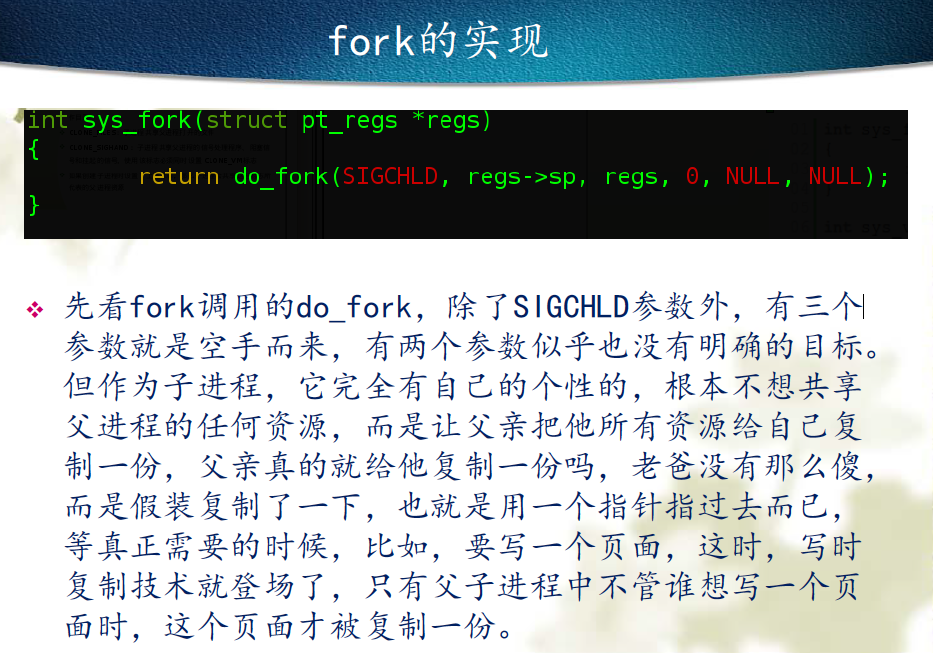 fork的实现
int sys_fork(struct pt_regs *regs)
{
return do_fork(SIGCHLD, regs->sp, regs, 0, NULL, NULL);
}
先看fork调用的do_fork，除了SIGCHLD参数外，有三个
参数就是空手而来，有两个参数似乎也没有明确的目标。
但作为子进程，它完全有自己的个性的，根本不想共享
父进程的任何资源，而是让父亲把他所有资源给自己复
制一份，父亲真的就给他复制一份吗，老爸没有那么傻，
而是假装复制了一下，也就是用一个指针指过去而已，
等真正需要的时候，比如，要写一个页面，这时，写时
复制技术就登场了，只有父子进程中不管谁想写一个页
面时，这个页面才被复制一份。